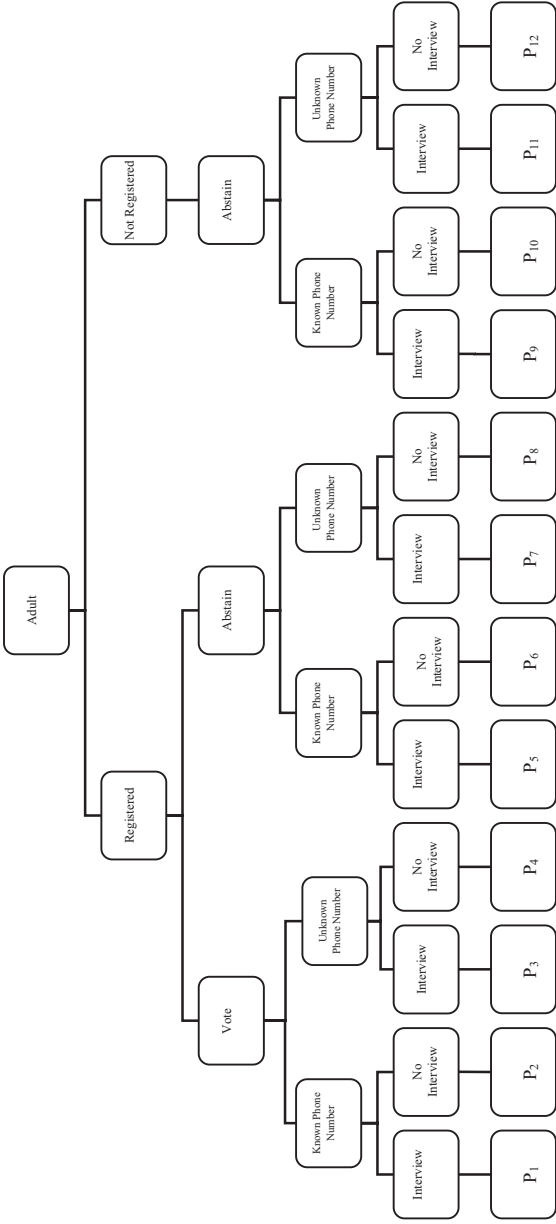 Adult
Registered
Not Registered
Vote
Abstain
Abstain
Known Phone
Number
Unknown
Phone Number
Known Phone
Number
Unknown
Phone Number
Known Phone
Number
Unknown
Phone Number
Interview
No
Interview
Interview
No
Interview
Interview
No
Interview
Interview
No
Interview
Interview
No
Interview
Interview
No
Interview
P1
P2
P3
P4
P5
P6
P7
P8
P9
P10
P11
P12